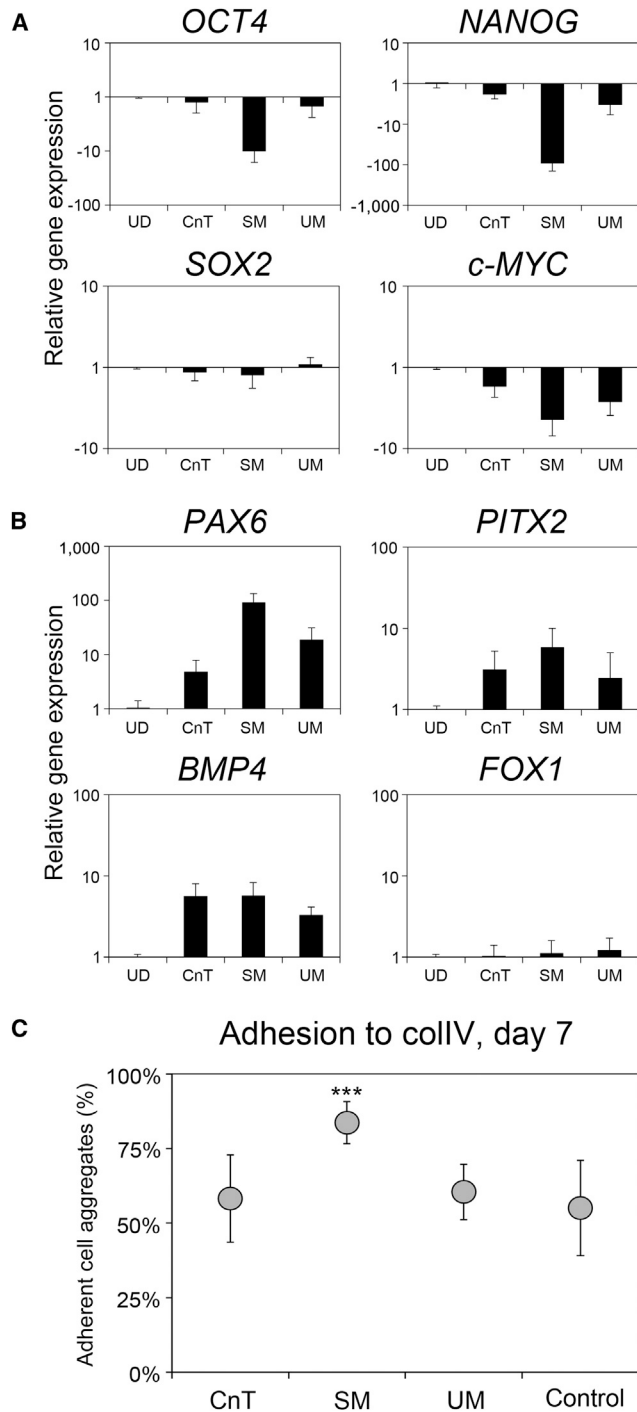 A
OCT4
NANOG
Relative gene expression
10
1
-10
-100
UD CnT SM UM
10
1
-10
-100
-1,000
UD CnT SM UM
SOX2
c-MYC
10
1
-10
UD CnT SM UM
10
1
-10
UD CnT SM UM
B
PAX6
PITX2
Relative gene expression
1,000
100
10
1
UD CnT SM UM
100
10
1
UD CnT SM UM
BMP4
FOX1
100
10
1
UD CnT SM UM
100
10
1
UD CnT SM UM
C
Adhesion to collV, day 7
Adherent cell aggregates (%)
100%
75%
50%
25%
0%
***
CnT SM UM Control